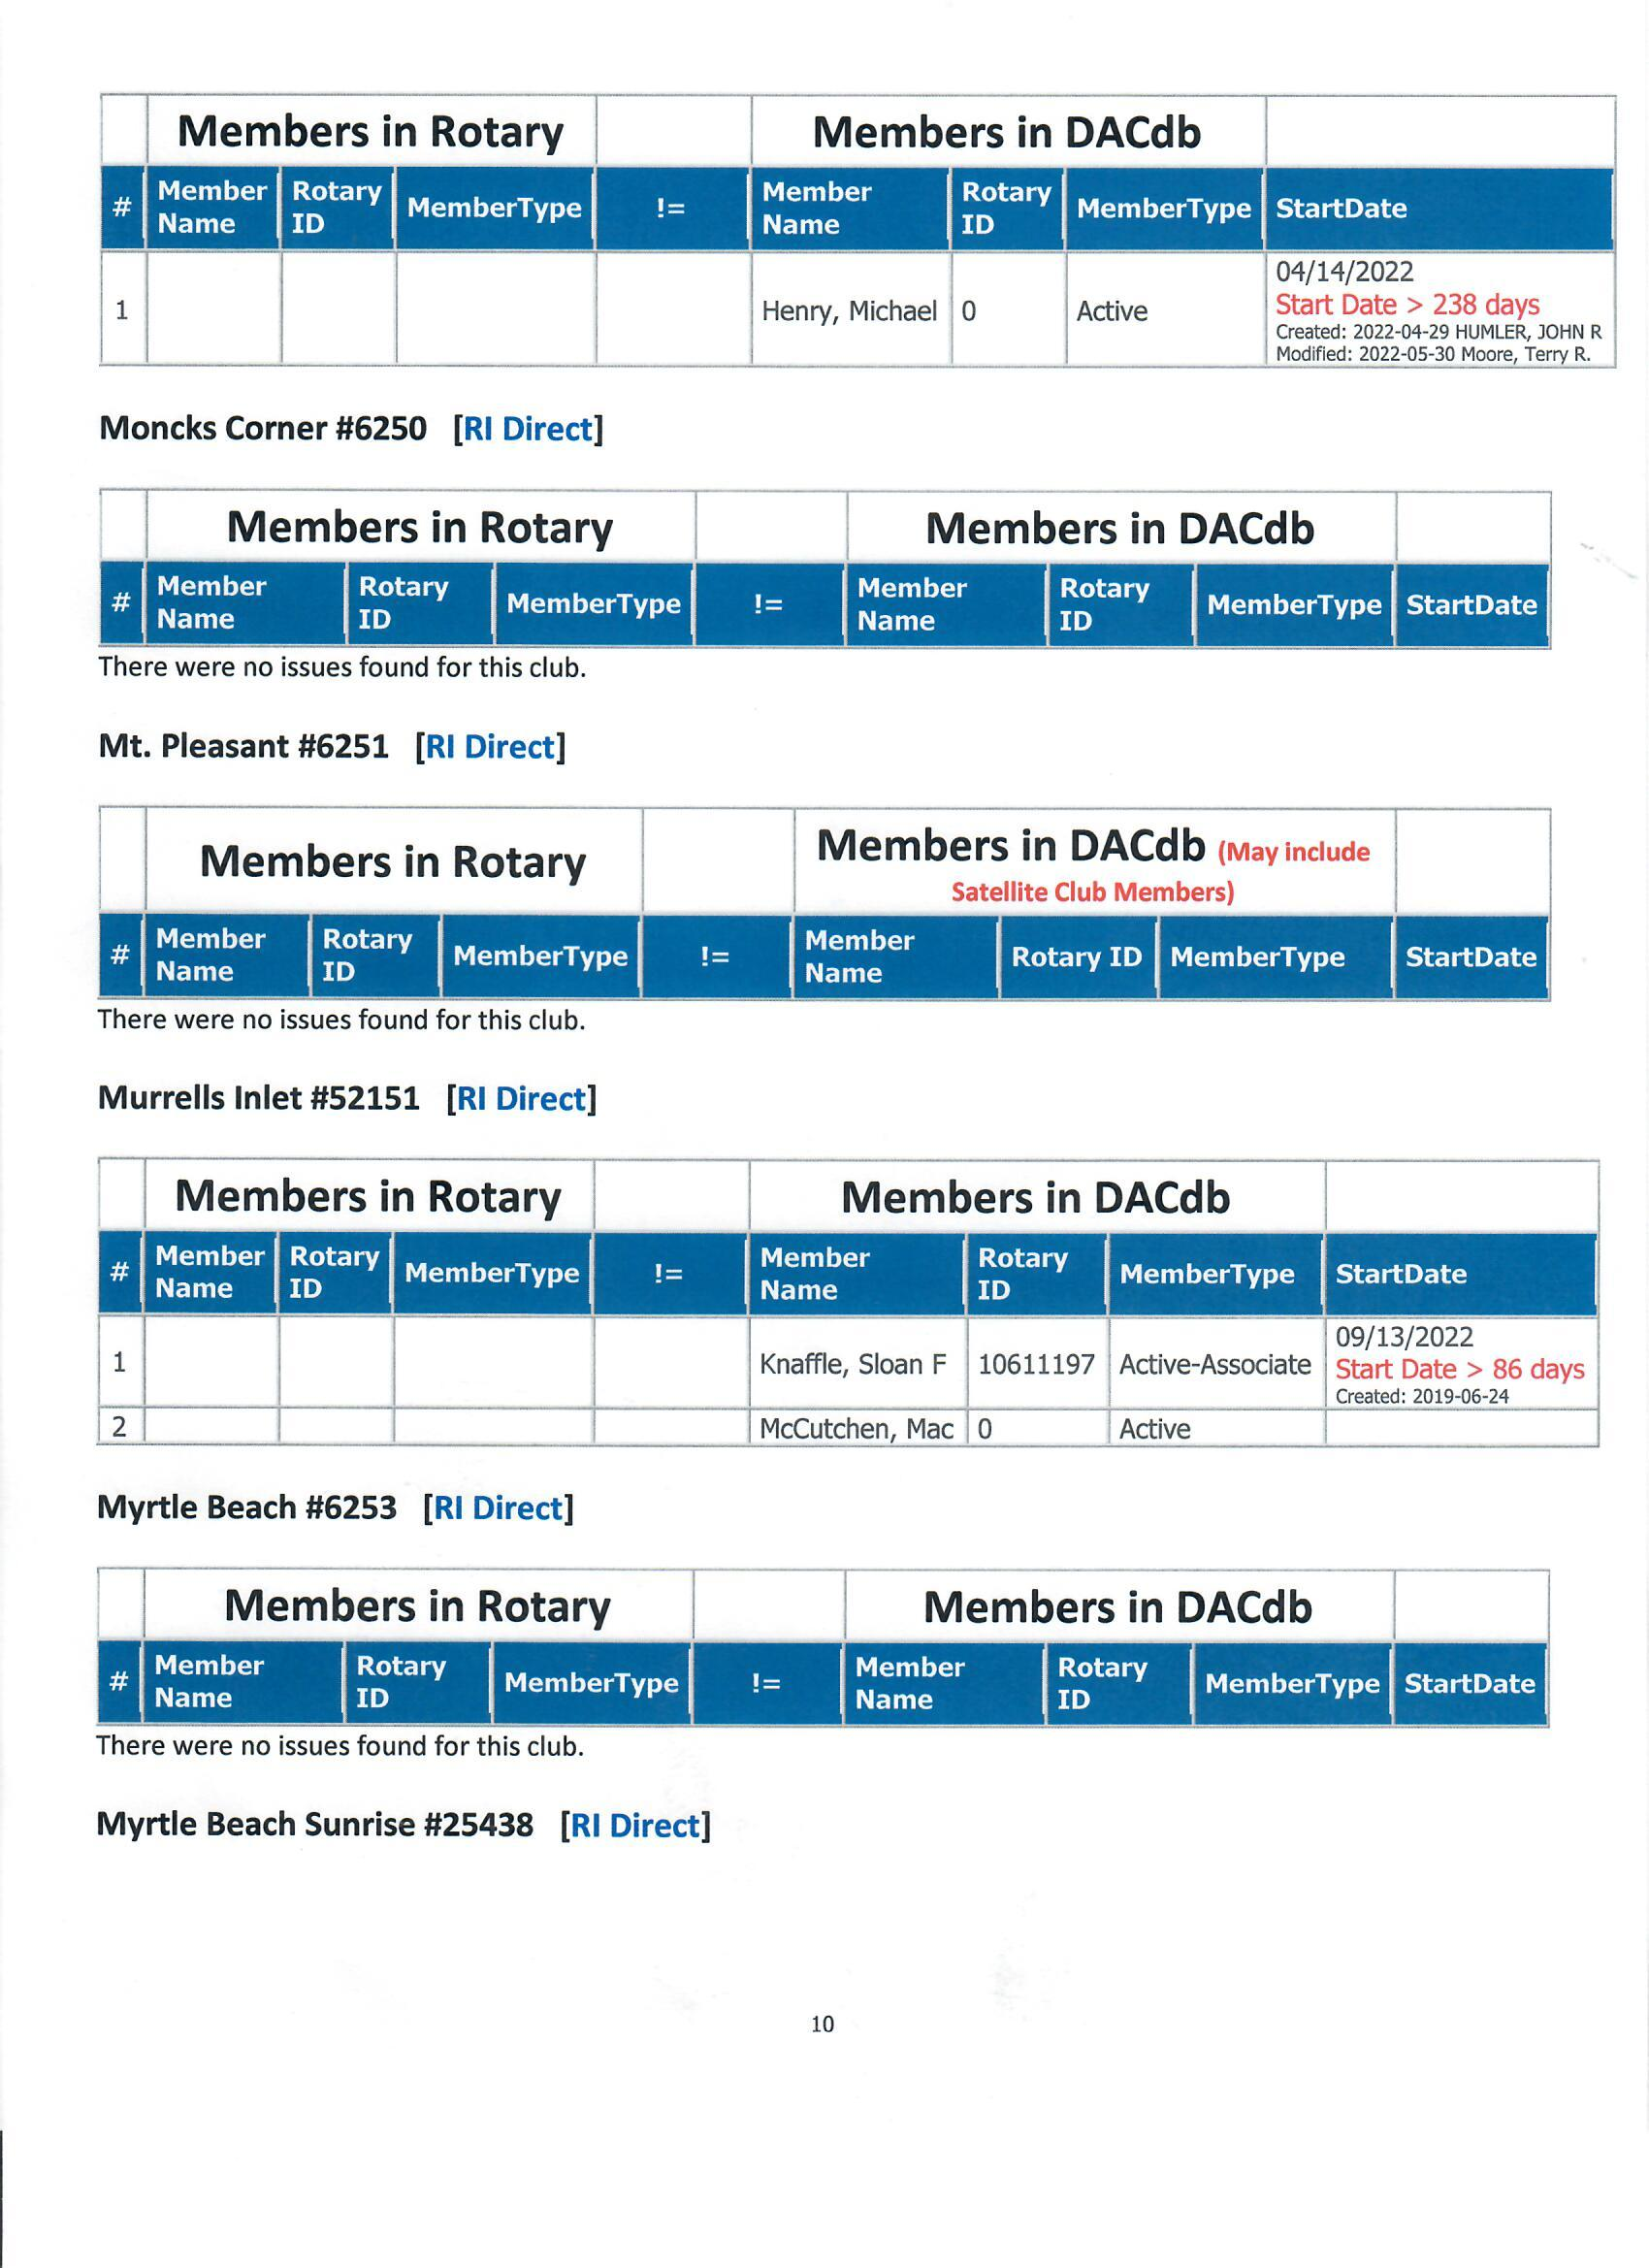 Members in Rotary Members in DACdb
# Member Name Rotary ID MemberType != Member Name Rotary ID MemberType StartDate
1 Henry, Michael 0 Active 04/14/2022
Start Date > 238 days
Created: 2022-04-29 HUMLER, JOHN R
Modified: 2022-05-30 Moore, Terry R.
Moncks Corner #6250 [RI Direct]
Members in Rotary Members in DACdb
# Member Name Rotary ID MemberType != Member Name Rotary ID MemberType StartDate
There were no issues found for this club.
Mt. Pleasant #6251 [RI Direct]
Members in Rotary Members in DACdb (May include
Satellite Club Members)
# Member Name Rotary ID MemberType != Member Name Rotary ID MemberType StartDate
There were no issues found for this club.
Murrells Inlet #52151 [RI Direct]
Members in Rotary Members in DACdb
# Member Name Rotary ID MemberType != Member Name Rotary ID MemberType StartDate
1 Knaffle, Sloan F 10611197 Active-Associate 09/13/2022
Start Date > 86 days
Created: 2019-06-24
2 McCutchen, Mac 0 Active
Myrtle Beach #6253 [RI Direct]
Members in Rotary Members in DACdb
# Member Name Rotary ID MemberType != Member Name Rotary ID MemberType StartDate
There were no issues found for this club.
Myrtle Beach Sunrise #25438 [RI Direct]
10